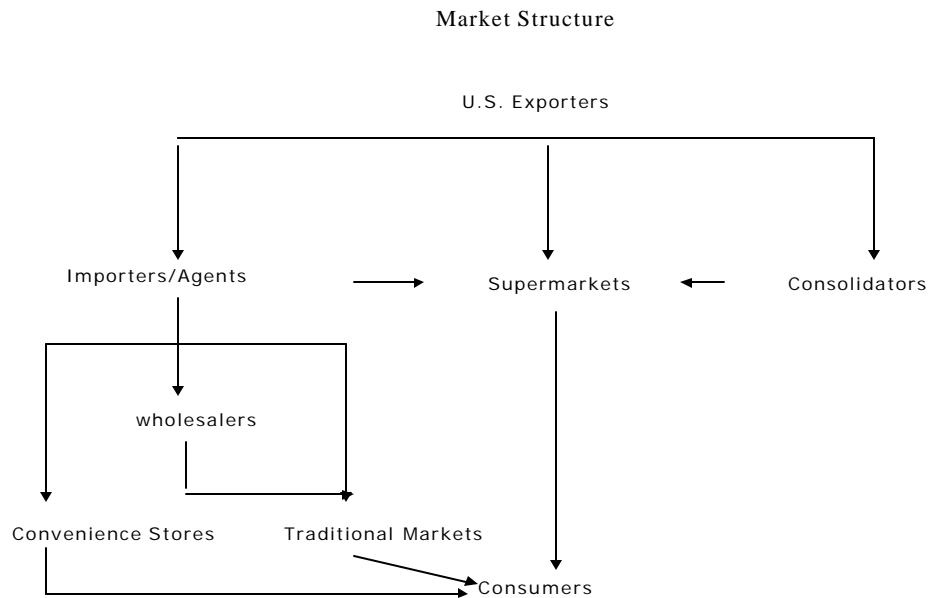 Market Structure
U.S. Exporters
Importers/Agents
Supermarkets
Consolidators
wholesalers
Convenience Stores
Traditional Markets
Consumers